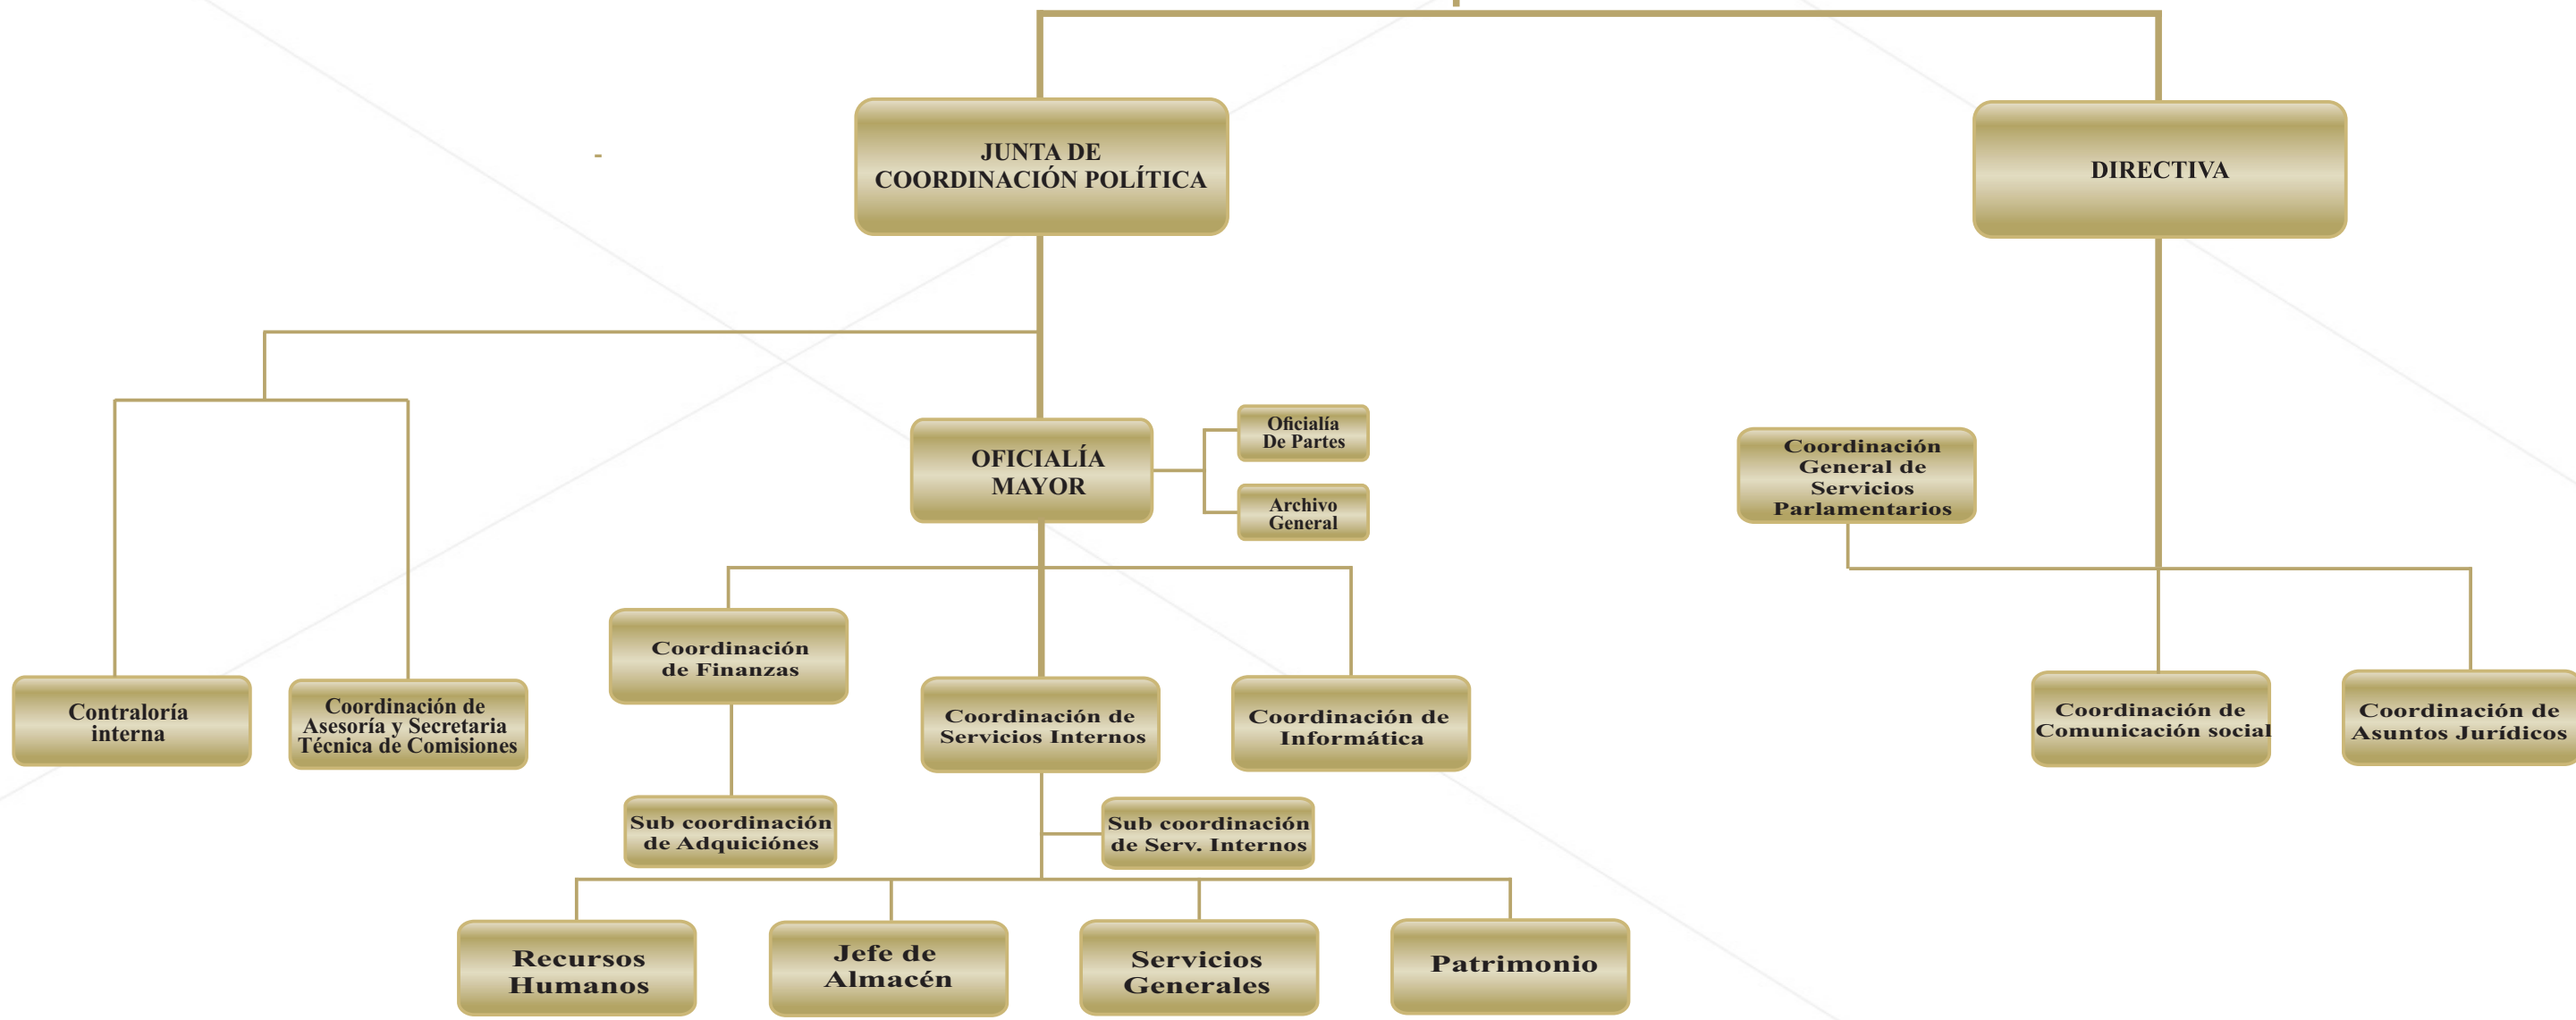 JUNTA DE
COORDINACIÓN POLÍTICA
DIRECTIVA
OFICIALÍA
MAYOR
Oficialía
De Partes
Archivo
General
Coordinación
General de
Servicios
Parlamentarios
Coordinación
de Finanzas
Contraloría
interna
Coordinación de
Asesoría y Secretaria
Técnica de Comisiones
Coordinación de
Servicios Internos
Coordinación de
Informática
Coordinación de
Comunicación social
Coordinación de
Asuntos Jurídicos
Sub coordinación
de Adquiciónes
Sub coordinación
de Serv. Internos
Recursos
Humanos
Jefe de
Almacén
Servicios
Generales
Patrimonio